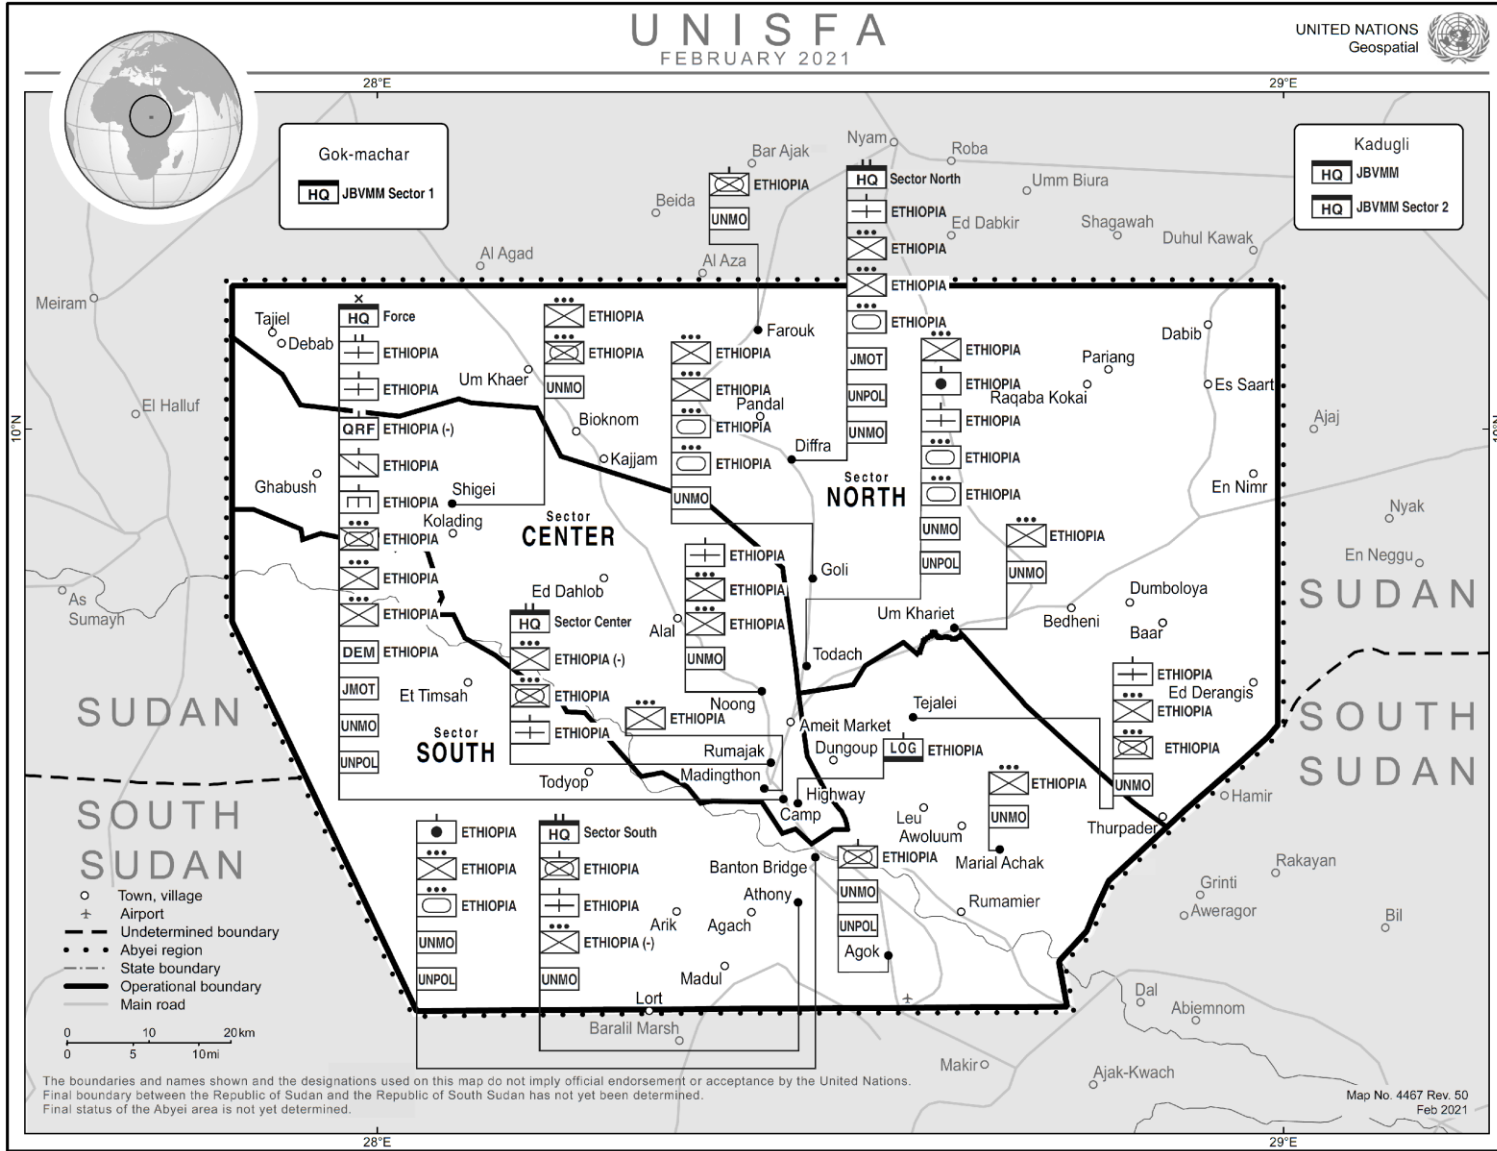 UNISFA
FEBRUARY 2021
UNITED NATIONS
Geospatial
28°E
29°E
Gok-machar
HQ JBVMM Sector 1
Kadugli
HQ JBVMM
HQ JBVMM Sector 2
Nyam
Roba
Bar Ajak
ETHIOPIA
UNMO
HQ Sector North
ETHIOPIA
ETHIOPIA
ETHIOPIA
ETHIOPIA
JMOT
UNPOL
UNMO
Umm Biura
Beida
Ed Dabkir
Shagawah
Duhul Kawak
Al Agad
Al Aza
Meiram
Tajiel
Debab
HQ Force
ETHIOPIA
ETHIOPIA
QRF ETHIOPIA (-)
ETHIOPIA
ETHIOPIA
ETHIOPIA
ETHIOPIA
ETHIOPIA
DEM ETHIOPIA
JMOT
UNMO
UNPOL
ETHIOPIA
ETHIOPIA
UNMO
Um Khaer
Farouk
ETHIOPIA
ETHIOPIA
ETHIOPIA
ETHIOPIA
UNMO
Pandal
ETHIOPIA
ETHIOPIA
ETHIOPIA
ETHIOPIA
ETHIOPIA
UNMO
UNPOL
Dabib
Pariang
Raqaba Kokai
Es Saart
El Halluf
Bioknom
Ajaj
10°N
10°N
Diffra
Kajjam
Ghabush
Shigei
Kolading
Sector
CENTER
Sector
NORTH
En Nimr
Nyak
En Neggu
ETHIOPIA
UNMO
ETHIOPIA
ETHIOPIA
ETHIOPIA
UNMO
Goli
As
Sumayh
Ed Dahlob
Alal
Um Khariet
Bedheni
Dumboloya
Baar
SUDAN
HQ Sector Center
ETHIOPIA (-)
ETHIOPIA
ETHIOPIA
Todach
Et Timsah
Noong
ETHIOPIA
SUDAN
Sector
SOUTH
Ameit Market
Tejalei
Ed Derangis
ETHIOPIA
ETHIOPIA
ETHIOPIA
UNMO
SOUTH
SUDAN
Rumajak
Dungoup
LOG ETHIOPIA
Todyop
Madingthon
Highway
Camp
ETHIOPIA
UNMO
Hamir
Leu
Awoluum
Thurpader
SOUTH
SUDAN
ETHIOPIA
ETHIOPIA
ETHIOPIA
UNMO
UNPOL
HQ Sector South
ETHIOPIA
ETHIOPIA
ETHIOPIA (-)
UNMO
Banton Bridge
ETHIOPIA
UNMO
UNPOL
Marial Achak
Rakayan
Athony
Grinti
Aweragor
Bil
Arik
Agach
Rumamier
Agok
Madul
Lort
Baralil Marsh
Dal
Abiemnom
Makir
Ajak-Kwach
Town, village
Airport
Undetermined boundary
Abyei region
State boundary
Operational boundary
Main road
0 10 20 km
0 5 10 mi
The boundaries and names shown and the designations used on this map do not imply official endorsement or acceptance by the United Nations.
Final boundary between the Republic of Sudan and the Republic of South Sudan has not yet been determined.
Final status of the Abyei area is not yet determined.
Map No. 4467 Rev. 50
Feb 2021
28°E
29°E